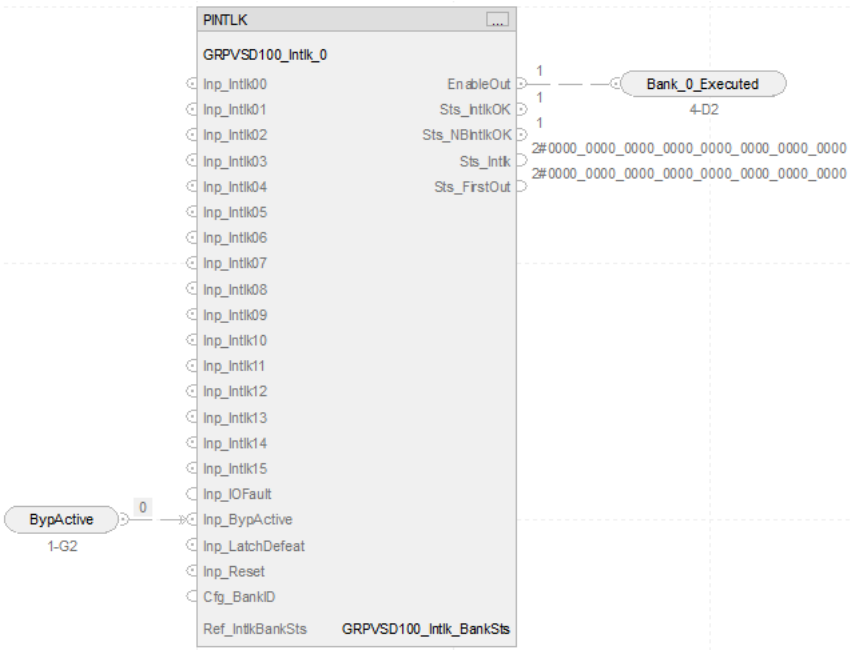 PINTLK ...
GRPVSD100_Intlk_0
Inp_Intlk00 EnableOut 1 Bank_0_Executed
Inp_Intlk01 Sts_IntlkOK 1 4-D2
Inp_Intlk02 Sts_NBIntlkOK 1
Inp_Intlk03 Sts_Intlk 2#0000_0000_0000_0000_0000_0000_0000_0000
Inp_Intlk04 Sts_FirstOut 2#0000_0000_0000_0000_0000_0000_0000_0000
Inp_Intlk05
Inp_Intlk06
Inp_Intlk07
Inp_Intlk08
Inp_Intlk09
Inp_Intlk10
Inp_Intlk11
Inp_Intlk12
Inp_Intlk13
Inp_Intlk14
Inp_Intlk15
Inp_IOFault
BypActive 0 Inp_BypActive
1-G2 Inp_LatchDefeat
Inp_Reset
Cfg_BankID
Ref_IntlkBankSts GRPVSD100_Intlk_BankSts